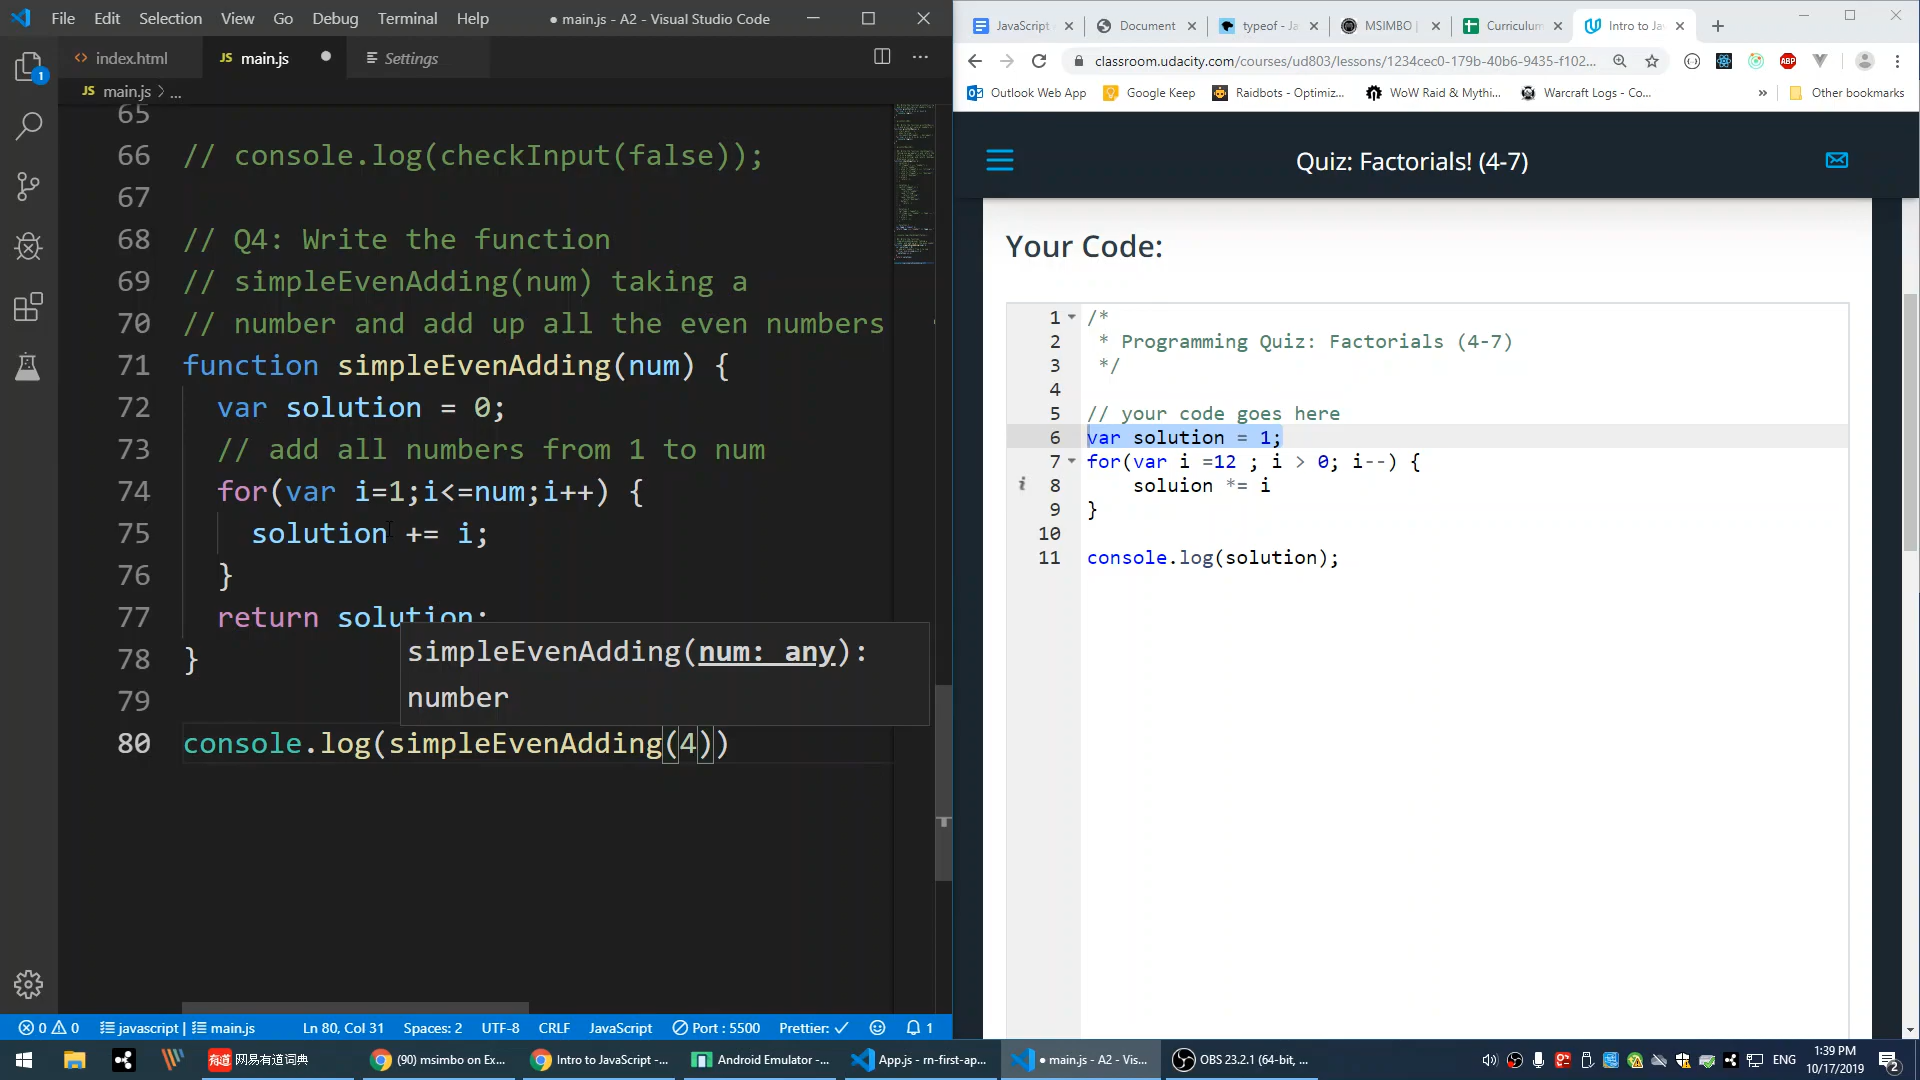 File Edit Selection View Go Debug Terminal Help
● main.js - A2 - Visual Studio Code
index.html
JS main.js
Settings
JS main.js > ...
65
66 // console.log(checkInput(false));
67
68 // Q4: Write the function
69 // simpleEvenAdding(num) taking a
70 // number and add up all the even numbers
71 function simpleEvenAdding(num) {
72 var solution = 0;
73 // add all numbers from 1 to num
74 for(var i=1;i<=num;i++) {
75 solution += i;
76 }
77 return solution;
78 }
79
simpleEvenAdding(num: any):
number
80 console.log(simpleEvenAdding(4))
0 0 javascript | main.js Ln 80, Col 31 Spaces: 2 UTF-8 CRLF JavaScript Port : 5500 Prettier: ✓ 1
JavaScript
Document
typeof - Ja
MSIMBO |
Curriculum
Intro to Ja
classroom.udacity.com/courses/ud803/lessons/1234cec0-179b-40b6-9435-f102...
ABP
Outlook Web App
Google Keep
Raidbots - Optimiz...
WoW Raid & Mythi...
Warcraft Logs - Co...
» Other bookmarks
Quiz: Factorials! (4-7)
Your Code:
1 /*
2 * Programming Quiz: Factorials (4-7)
3 */
4
5 // your code goes here
6 var solution = 1;
7 for(var i =12 ; i > 0; i--) {
8 soluion *= i
9 }
10
11 console.log(solution);
有道 网易有道词典
(90) msimbo on Ex...
Intro to JavaScript -...
Android Emulator -...
App.js - rn-first-ap...
● main.js - A2 - Vis...
OBS 23.2.1 (64-bit, ...
ENG
1:39 PM
10/17/2019
2